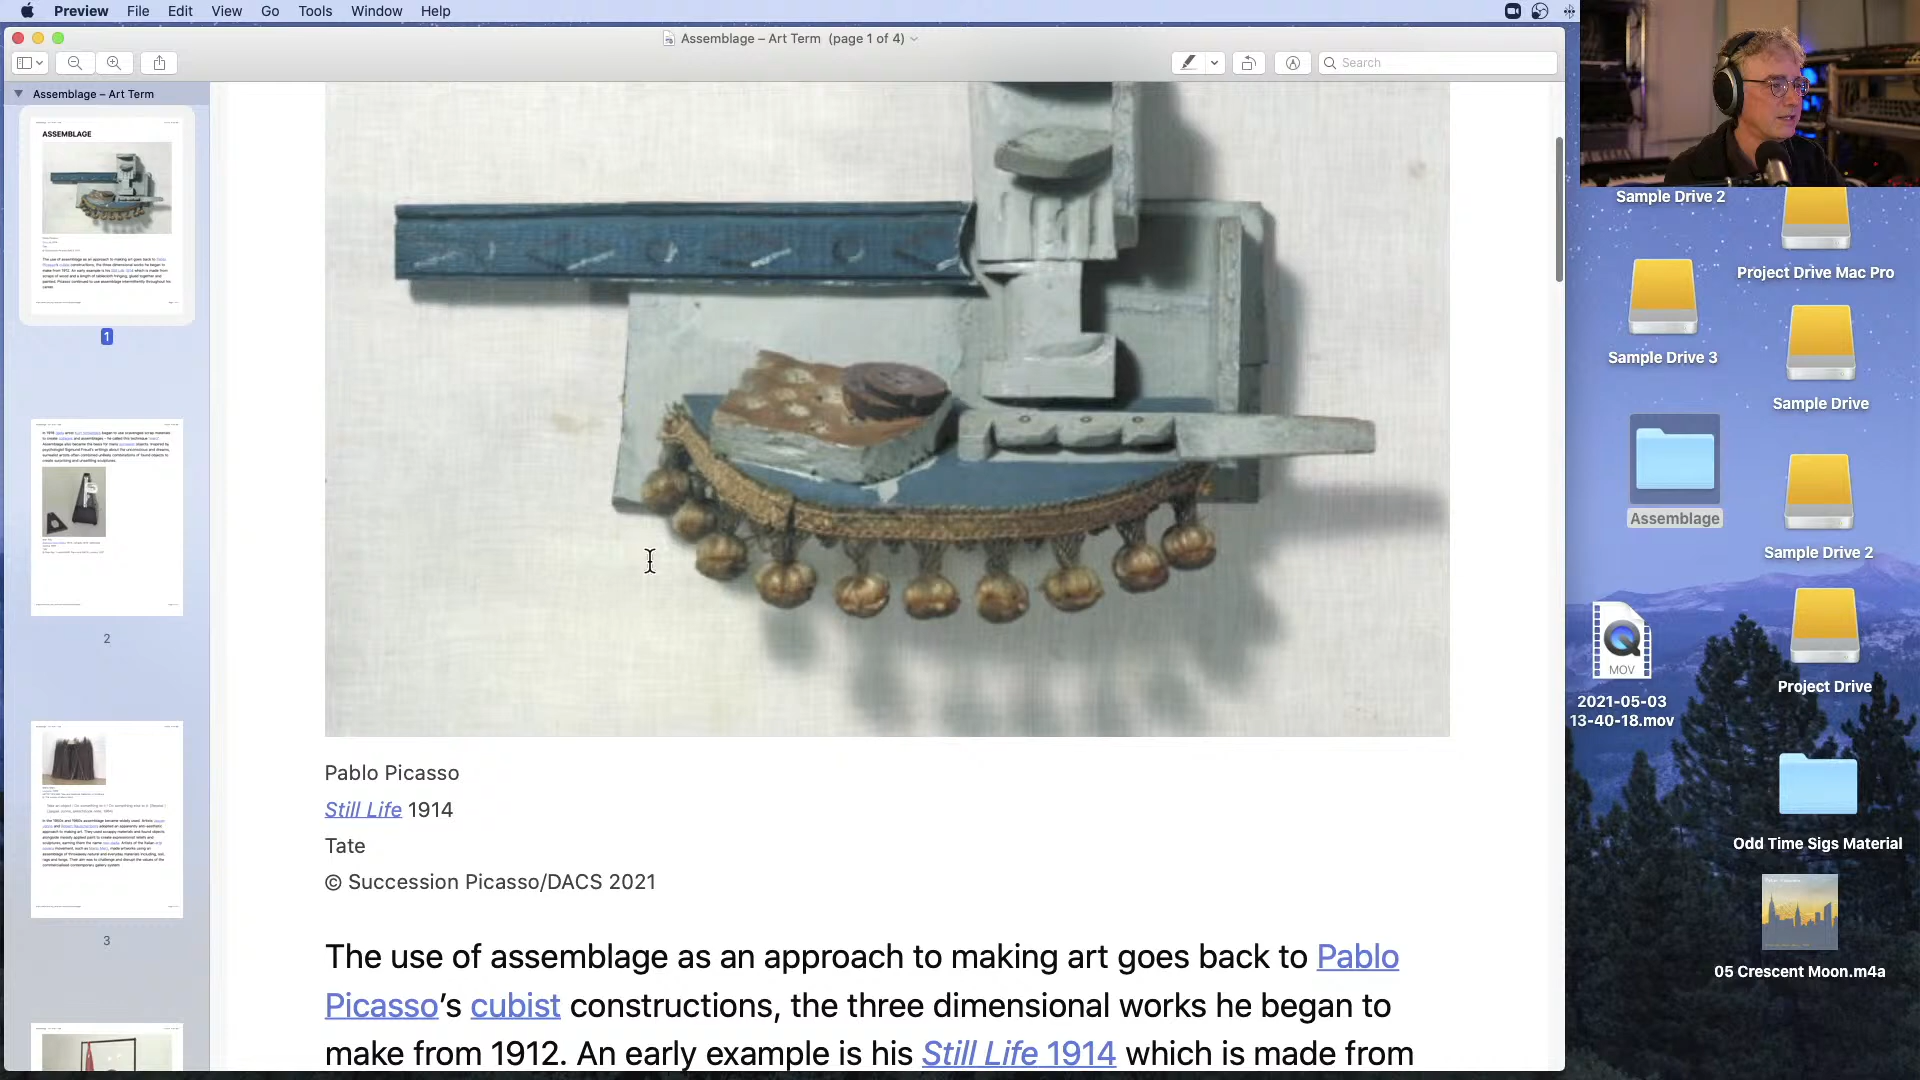 Preview File Edit View Go Tools Window Help
Assemblage – Art Term (page 1 of 4)
Search
Assemblage – Art Term
ASSEMBLAGE
1
2
3
Pablo Picasso
Still Life 1914
Tate
© Succession Picasso/DACS 2021
The use of assemblage as an approach to making art goes back to Pablo
Picasso's cubist constructions, the three dimensional works he began to
make from 1912. An early example is his Still Life 1914 which is made from
Sample Drive 2
Project Drive Mac Pro
Sample Drive 3
Sample Drive
Assemblage
Sample Drive 2
MOV
2021-05-03
13-40-18.mov
Project Drive
Odd Time Sigs Material
05 Crescent Moon.m4a